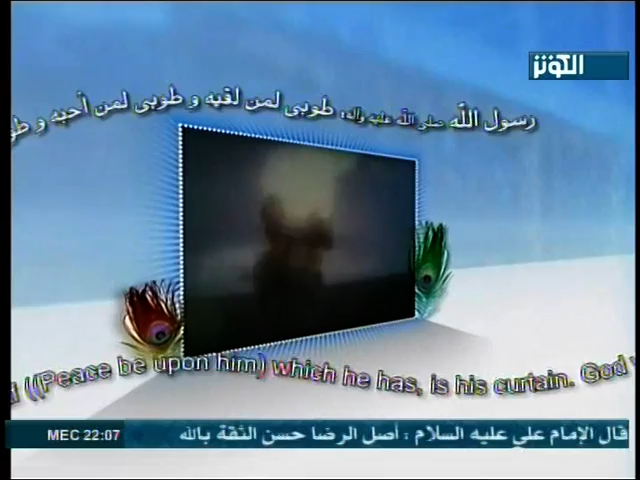 الكوثر
رسول الله صلى الله عليه وآله: طوبى لمن لقيه و طوبى لمن أحبه و طو
((Peace be upon him) which he has, is his curtain. God
MEC 22:07
قال الإمام علي عليه السلام : أصل الرضا حسن الثقة بالله